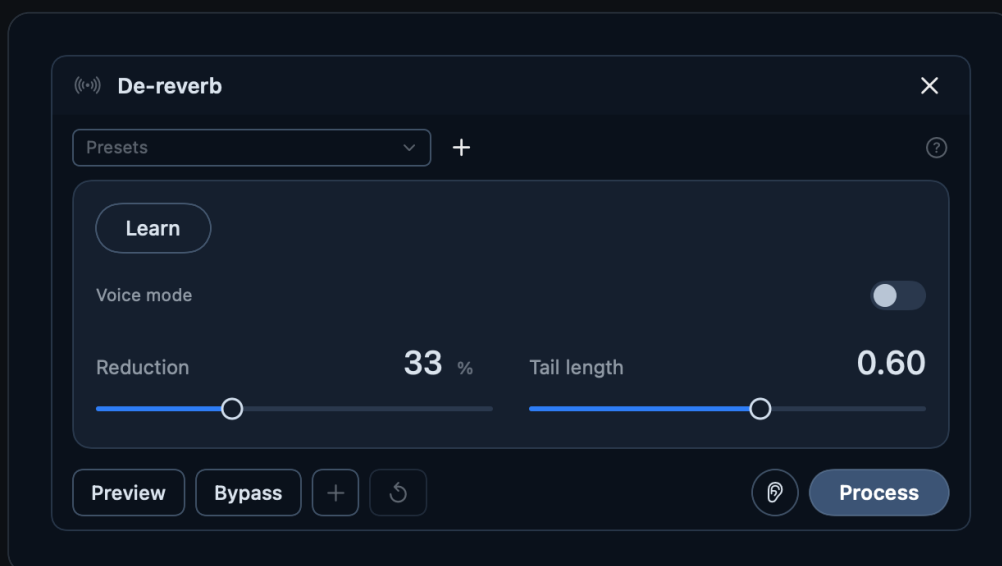 De-reverb
Presets
?
Learn
Voice mode
Reduction 33 % Tail length 0.60
Preview Bypass + Process